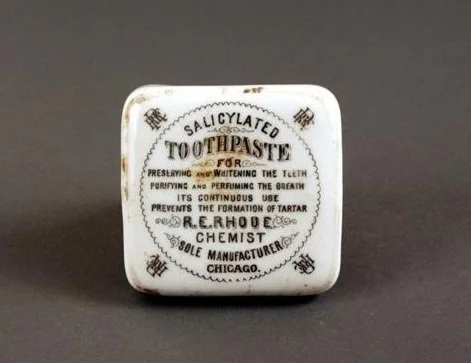 SALICYLATED
TOOTHPASTE
FOR
PRESERVING AND WHITENING THE TEETH
PURIFYING AND PERFUMING THE BREATH
ITS CONTINUOUS USE
PREVENTS THE FORMATION OF TARTAR
R.E.RHODE
CHEMIST
SOLE MANUFACTURER
CHICAGO.